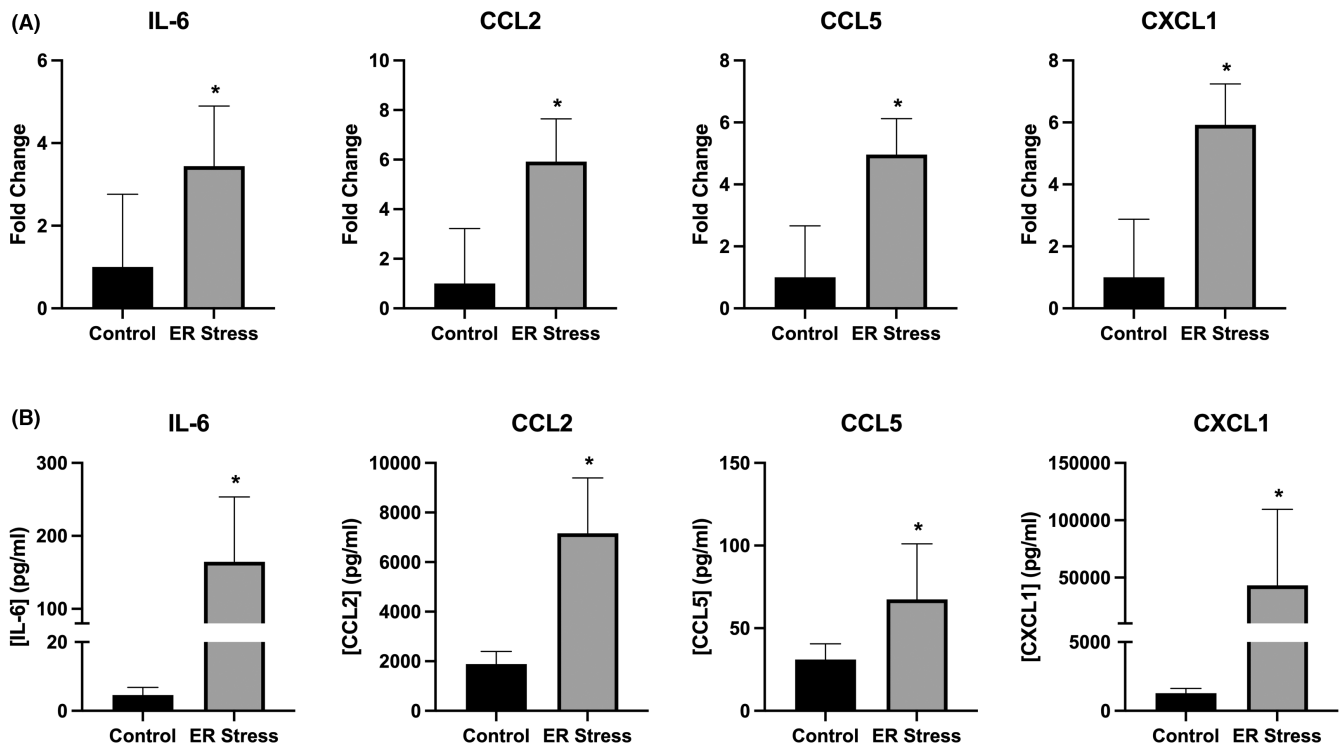 (A)
IL-6
CCL2
CCL5
CXCL1
Fold Change
6
4
2
0
*
Control ER Stress
Fold Change
10
8
6
4
2
0
*
Control ER Stress
Fold Change
8
6
4
2
0
*
Control ER Stress
Fold Change
8
6
4
2
0
*
Control ER Stress
(B)
IL-6
CCL2
CCL5
CXCL1
[IL-6] (pg/ml)
300
200
100
20
0
*
Control ER Stress
[CCL2] (pg/ml)
10000
8000
6000
4000
2000
0
*
Control ER Stress
[CCL5] (pg/ml)
150
100
50
0
*
Control ER Stress
[CXCL1] (pg/ml)
150000
100000
50000
5000
0
*
Control ER Stress